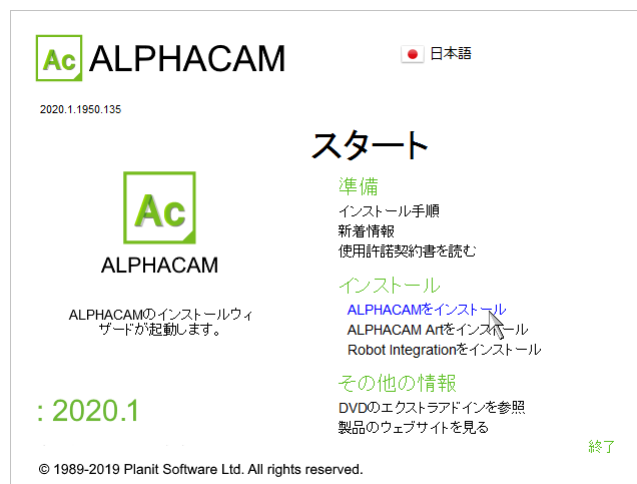 Ac ALPHACAM
日本語
2020.1.1950.135
スタート
準備
インストール手順
新着情報
使用許諾契約書を読む
Ac
ALPHACAM
ALPHACAMのインストールウィ
ザードが起動します。
インストール
ALPHACAMをインストール
ALPHACAM Artをインストール
Robot Integrationをインストール
その他の情報
DVDのエクストラアドインを参照
製品のウェブサイトを見る
: 2020.1
終了
© 1989-2019 Planit Software Ltd. All rights reserved.